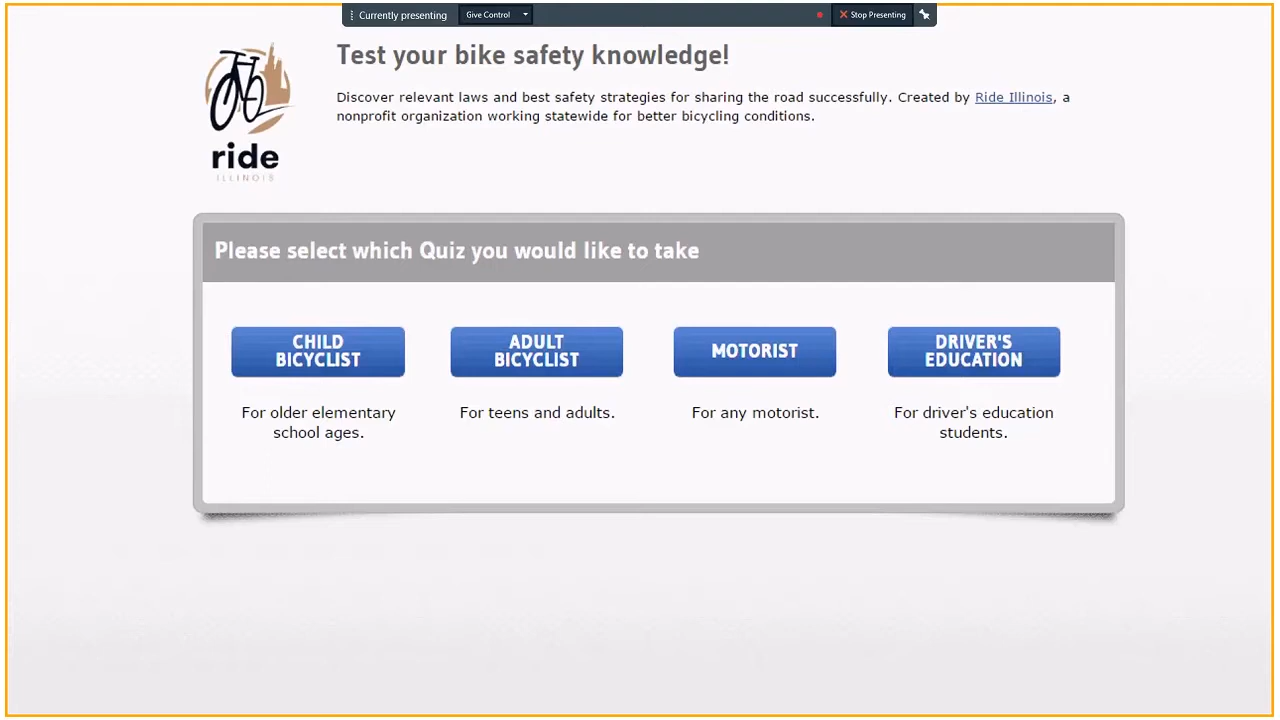 Currently presenting
Give Control
Stop Presenting
ride
ILLINOIS
Test your bike safety knowledge!
Discover relevant laws and best safety strategies for sharing the road successfully. Created by Ride Illinois, a
nonprofit organization working statewide for better bicycling conditions.
Please select which Quiz you would like to take
CHILD
BICYCLIST
For older elementary
school ages.
ADULT
BICYCLIST
For teens and adults.
MOTORIST
For any motorist.
DRIVER'S
EDUCATION
For driver's education
students.